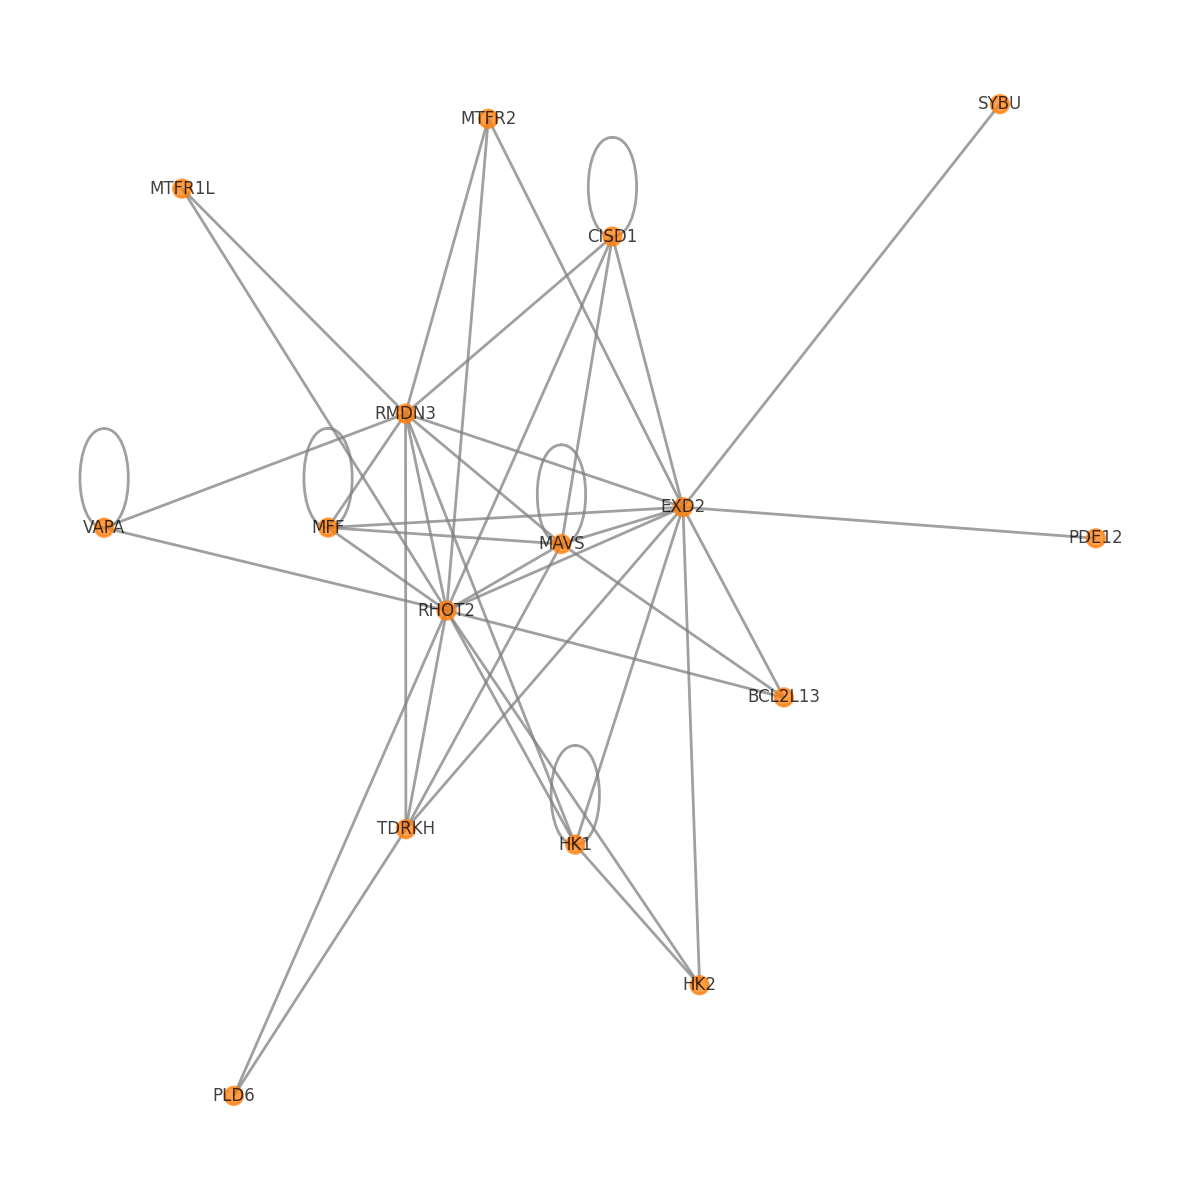 SYBU
MTFR2
MTFR1L
CISD1
RMDN3
EXD2
VAPA
MFF
PDE12
MAVS
RHOT2
BCL2L13
TDRKH
HK1
HK2
PLD6